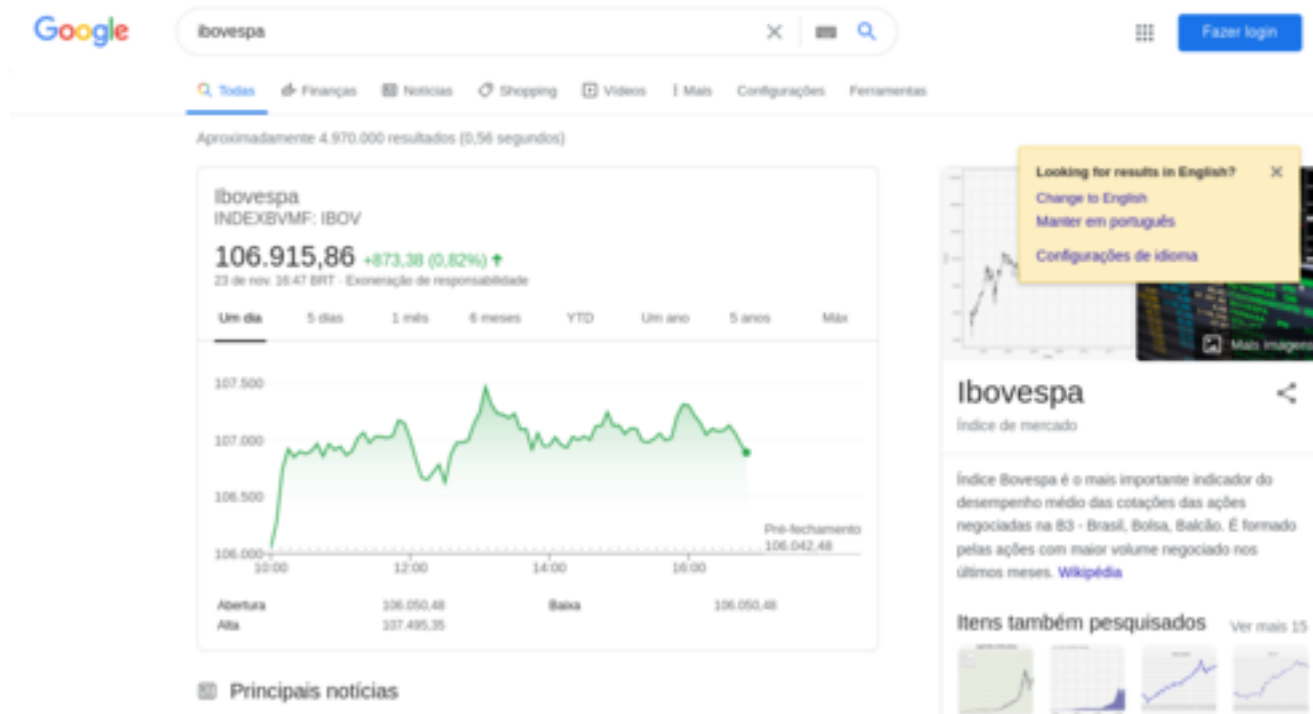 Google
ibovespa
Fazer login
Todas Finanças Notícias Shopping Vídeos Mais Configurações Ferramentas
Aproximadamente 4.970.000 resultados (0,56 segundos)
Ibovespa
INDEXBVMF: IBOV
106.915,86 +873,38 (0,82%)
23 de nov. 16:47 BRT · Exoneração de responsabilidade
Um dia 5 dias 1 mês 6 meses YTD Um ano 5 anos Máx
107.500
107.000
106.500
106.000
Pré-fechamento
106.042,48
10:00 12:00 14:00 16:00
Abertura 106.050,48 Baixa 106.050,48
Alta 107.495,35
Principais notícias
Looking for results in English?
Change to English
Manter em português
Configurações de idioma
Mais imagens
Ibovespa
Índice de mercado
Índice Bovespa é o mais importante indicador do
desempenho médio das cotações das ações
negociadas na B3 - Brasil, Bolsa, Balcão. É formado
pelas ações com maior volume negociado nos
últimos meses. Wikipédia
Itens também pesquisados Ver mais 15